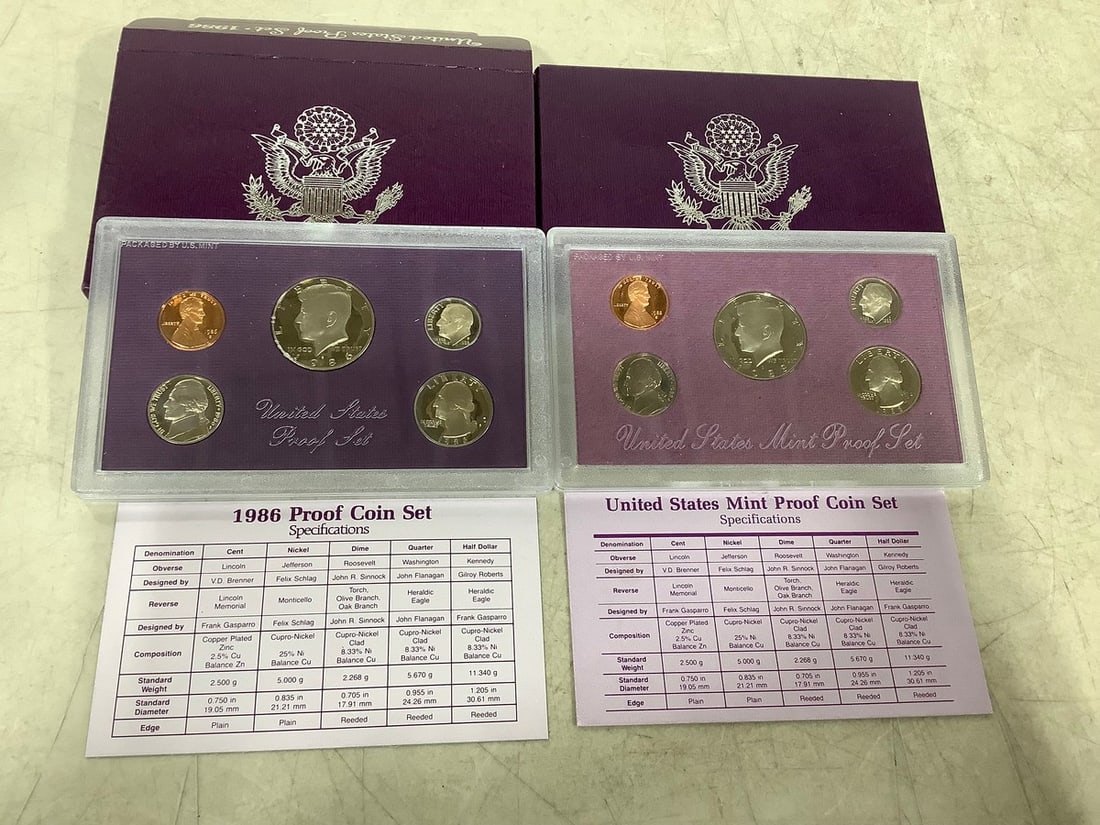 United States Proof Set · 1986
PACKAGED BY U.S. MINT
LIBERTY
1986
IN GOD WE TRUST
1986
LIBERTY
IN GOD WE TRUST
LIBERTY
LIBERTY
United States
Proof Set
PACKAGED BY U.S. MINT
LIBERTY
LIBERTY
United States Mint Proof Set
1986 Proof Coin Set
Specifications
Denomination Cent Nickel Dime Quarter Half Dollar
Obverse Lincoln Jefferson Roosevelt Washington Kennedy
Designed by V.D. Brenner Felix Schlag John R. Sinnock John Flanagan Gilroy Roberts
Reverse Lincoln Memorial Monticello Torch, Olive Branch, Oak Branch Heraldic Eagle Heraldic Eagle
Designed by Frank Gasparro Felix Schlag John R. Sinnock John Flanagan Frank Gasparro
Composition Copper Plated Zinc 2.5% Cu Balance Zn Cupro-Nickel 25% Ni Balance Cu Cupro-Nickel Clad 8.33% Ni Balance Cu Cupro-Nickel Clad 8.33% Ni Balance Cu Cupro-Nickel Clad 8.33% Ni Balance Cu
Standard Weight 2.500 g 5.000 g 2.268 g 5.670 g 11.340 g
Standard Diameter 0.750 in 19.05 mm 0.835 in 21.21 mm 0.705 in 17.91 mm 0.955 in 24.26 mm 1.205 in 30.61 mm
Edge Plain Plain Reeded Reeded Reeded
United States Mint Proof Coin Set
Specifications
Denomination Cent Nickel Dime Quarter Half Dollar
Obverse Lincoln Jefferson Roosevelt Washington Kennedy
Designed by V.D. Brenner Felix Schlag John R. Sinnock John Flanagan Gilroy Roberts
Reverse Lincoln Memorial Monticello Torch, Olive Branch, Oak Branch Heraldic Eagle Heraldic Eagle
Designed by Frank Gasparro Felix Schlag John R. Sinnock John Flanagan Frank Gasparro
Composition Copper Plated Zinc 2.5% Cu Balance Zn Cupro-Nickel 25% Ni Balance Cu Cupro-Nickel Clad 8.33% Ni Balance Cu Cupro-Nickel Clad 8.33% Ni Balance Cu Cupro-Nickel Clad 8.33% Ni Balance Cu
Standard Weight 2.500 g 5.000 g 2.268 g 5.670 g 11.340 g
Standard Diameter 0.750 in 19.05 mm 0.835 in 21.21 mm 0.705 in 17.91 mm 0.955 in 24.26 mm 1.205 in 30.61 mm
Edge Plain Plain Reeded Reeded Reeded